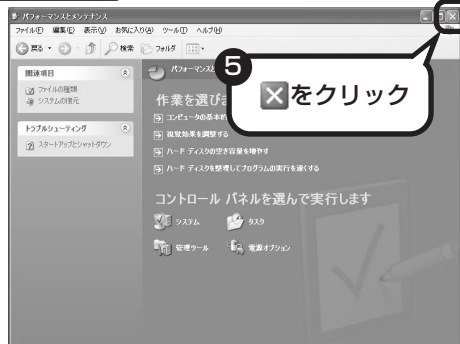 パフォーマンスとメンテナンス
ファイル(F) 編集(E) 表示(V) お気に入り(A) ツール(T) ヘルプ(H)
戻る 検索 フォルダ
関連項目
ファイルの種類
システムの復元
トラブルシューティング
スタートアップとシャットダウン
パフォーマンスと
5
をクリック
作業を選びま
コンピュータの基本的
視覚効果を調整する
ハード ディスクの空き容量を増やす
ハード ディスクを整理してプログラムの実行を速くする
コントロール パネルを選んで実行します
システム タスク
管理ツール 電源オプション